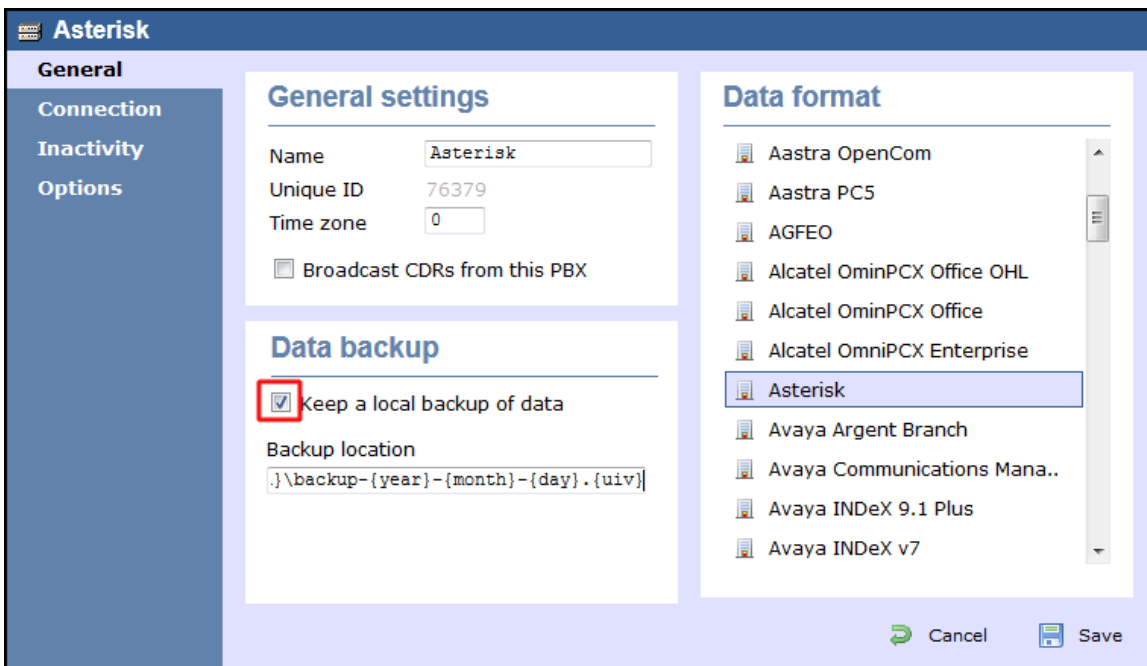 Asterisk
General
Connection
Inactivity
Options
General settings
Name Asterisk
Unique ID 76379
Time zone 0
Broadcast CDRs from this PBX
Data backup
Keep a local backup of data
Backup location
.}\backup-{year}-{month}-{day}.{uiv}
Data format
Aastra OpenCom
Aastra PC5
AGFEO
Alcatel OminPCX Office OHL
Alcatel OminPCX Office
Alcatel OmniPCX Enterprise
Asterisk
Avaya Argent Branch
Avaya Communications Mana..
Avaya INDeX 9.1 Plus
Avaya INDeX v7
Cancel Save